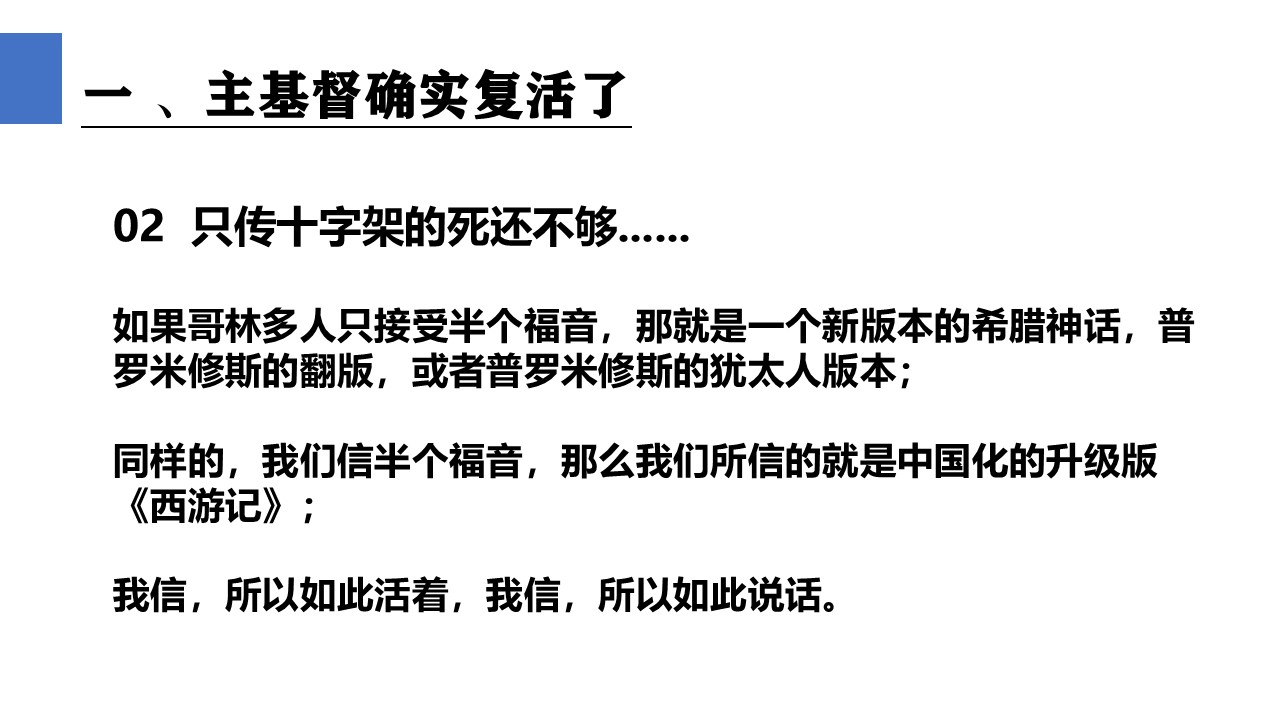 一 、主基督确实复活了
02 只传十字架的死还不够……
如果哥林多人只接受半个福音，那就是一个新版本的希腊神话，普
罗米修斯的翻版，或者普罗米修斯的犹太人版本；
同样的，我们信半个福音，那么我们所信的就是中国化的升级版
《西游记》；
我信，所以如此活着，我信，所以如此说话。